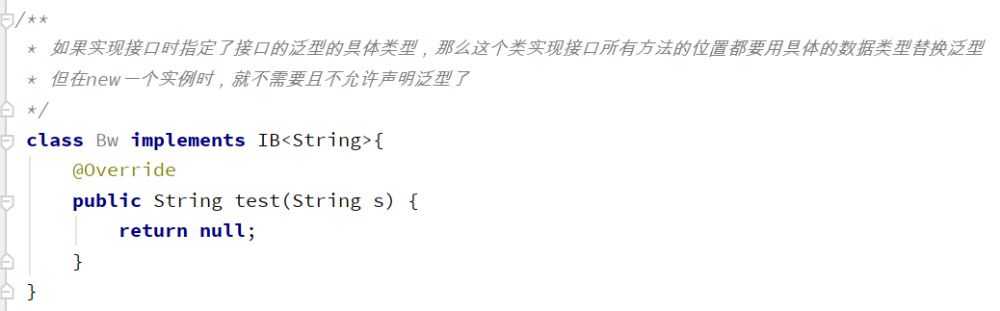 /**
 * 如果实现接口时指定了接口的泛型的具体类型，那么这个类实现接口所有方法的位置都要用具体的数据类型替换泛型
 * 但在new一个实例时，就不需要且不允许声明泛型了
 */
class Bw implements IB<String>{
    @Override
    public String test(String s) {
        return null;
    }
}